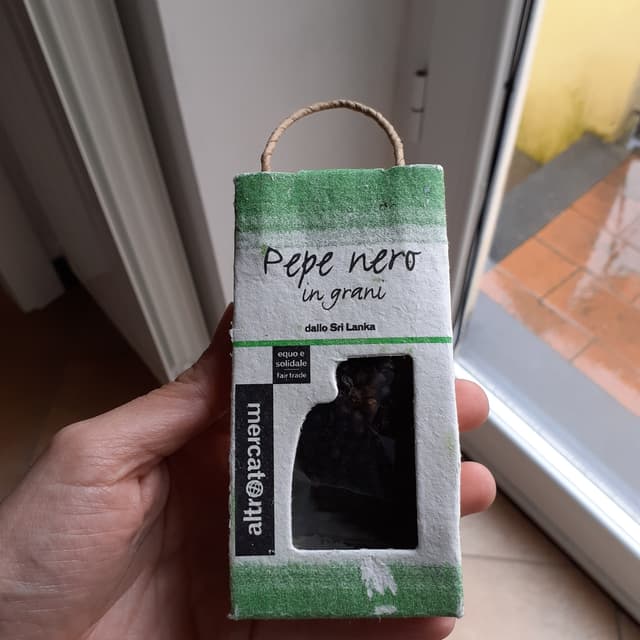 Pepe nero
in grani
dallo Sri Lanka
equo e
solidale
fair trade
altromercato